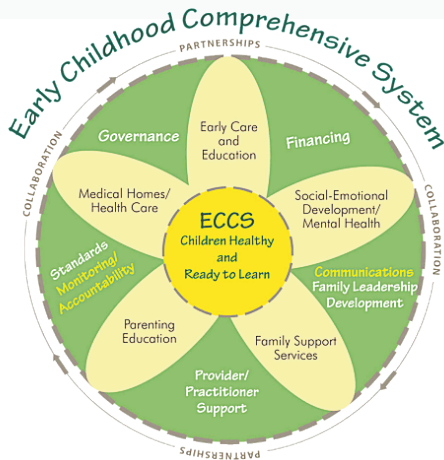 Early Childhood Comprehensive System
PARTNERSHIPS
COLLABORATION
COLLABORATION
Governance
Early Care
and
Education
Financing
Medical Homes/
Health Care
Social-Emotional
Development/
Mental Health
ECCS
Children Healthy
and
Ready to Learn
Standards
Monitoring/
Accountability
Communications
Family Leadership
Development
Parenting
Education
Family Support
Services
Provider/
Practitioner
Support
PARTNERSHIPS